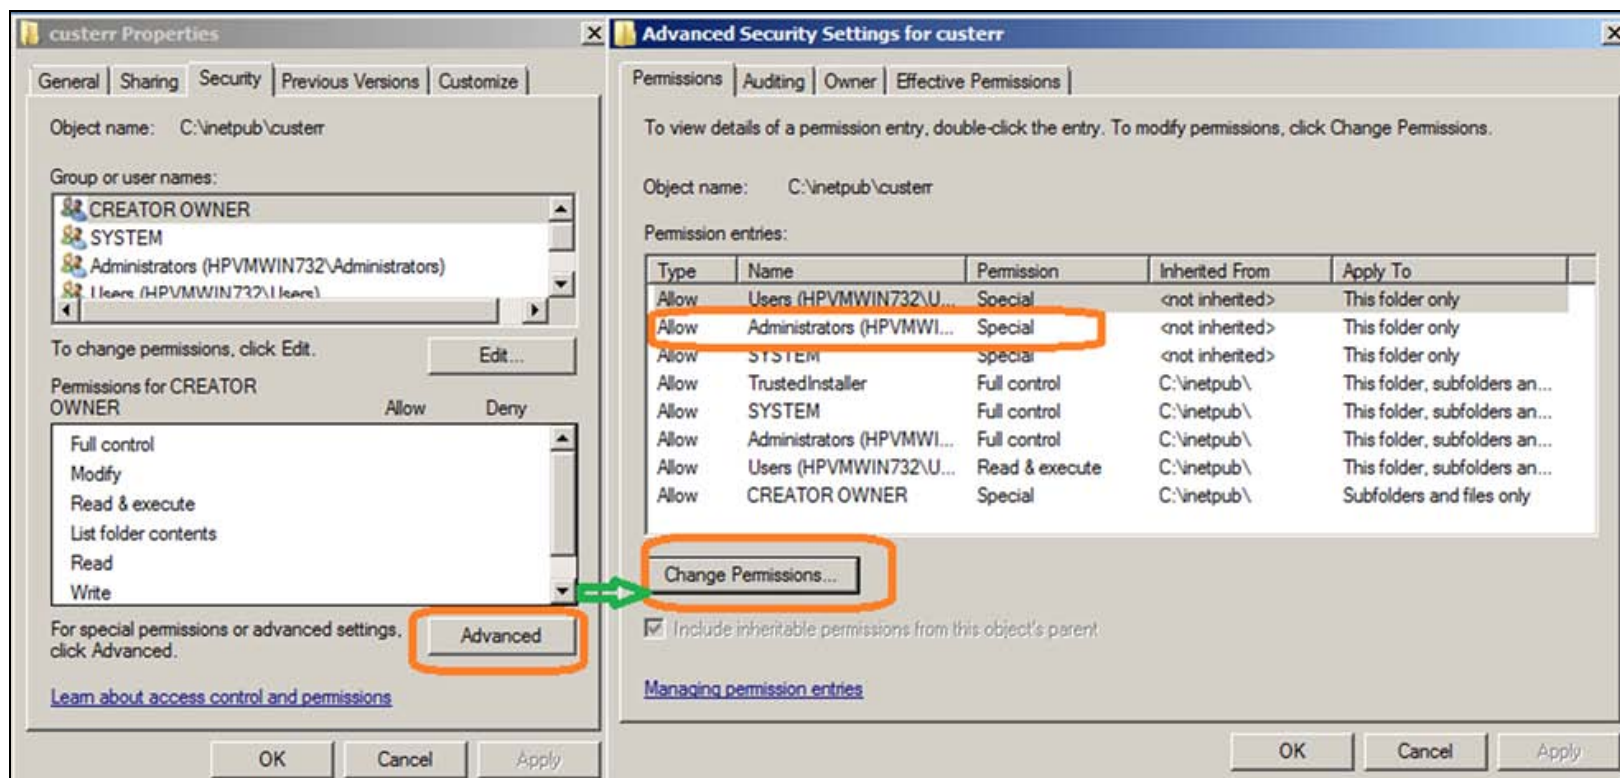 custerr Properties
General Sharing Security Previous Versions Customize
Object name: C:\inetpub\custerr
Group or user names:
CREATOR OWNER
SYSTEM
Administrators (HPVMWIN732\Administrators)
Users (HPVMWIN732\Users)
To change permissions, click Edit.
Edit...
Permissions for CREATOR
OWNER Allow Deny
Full control
Modify
Read & execute
List folder contents
Read
Write
For special permissions or advanced settings,
click Advanced.
Advanced
Learn about access control and permissions
OK Cancel Apply
Advanced Security Settings for custerr
Permissions Auditing Owner Effective Permissions
To view details of a permission entry, double-click the entry. To modify permissions, click Change Permissions.
Object name: C:\inetpub\custerr
Permission entries:
Type Name Permission Inherited From Apply To
Allow Users (HPVMWIN732\U... Special <not inherited> This folder only
Allow Administrators (HPVMWI... Special <not inherited> This folder only
Allow SYSTEM Special <not inherited> This folder only
Allow TrustedInstaller Full control C:\inetpub\ This folder, subfolders an...
Allow SYSTEM Full control C:\inetpub\ This folder, subfolders an...
Allow Administrators (HPVMWI... Full control C:\inetpub\ This folder, subfolders an...
Allow Users (HPVMWIN732\U... Read & execute C:\inetpub\ This folder, subfolders an...
Allow CREATOR OWNER Special C:\inetpub\ Subfolders and files only
Change Permissions...
Include inheritable permissions from this object's parent
Managing permission entries
OK Cancel Apply